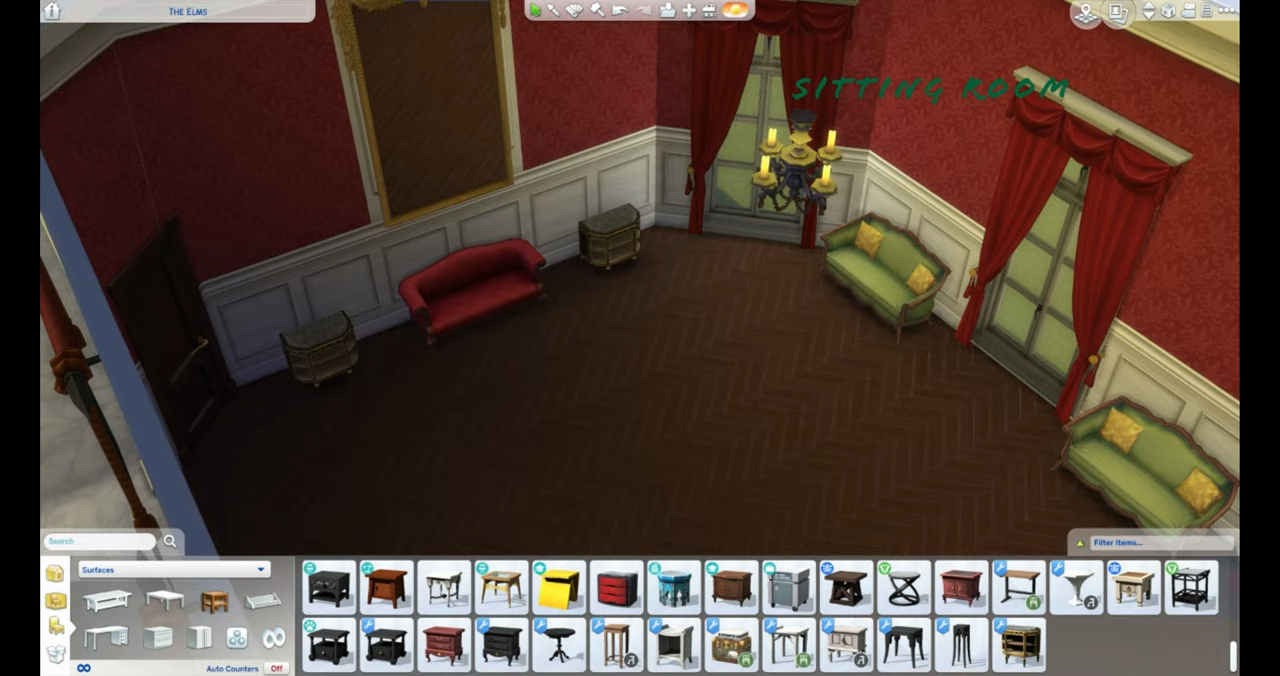 THE ELMS
SITTING ROOM
Search
Surfaces
Filter Items...
Auto Counters Off